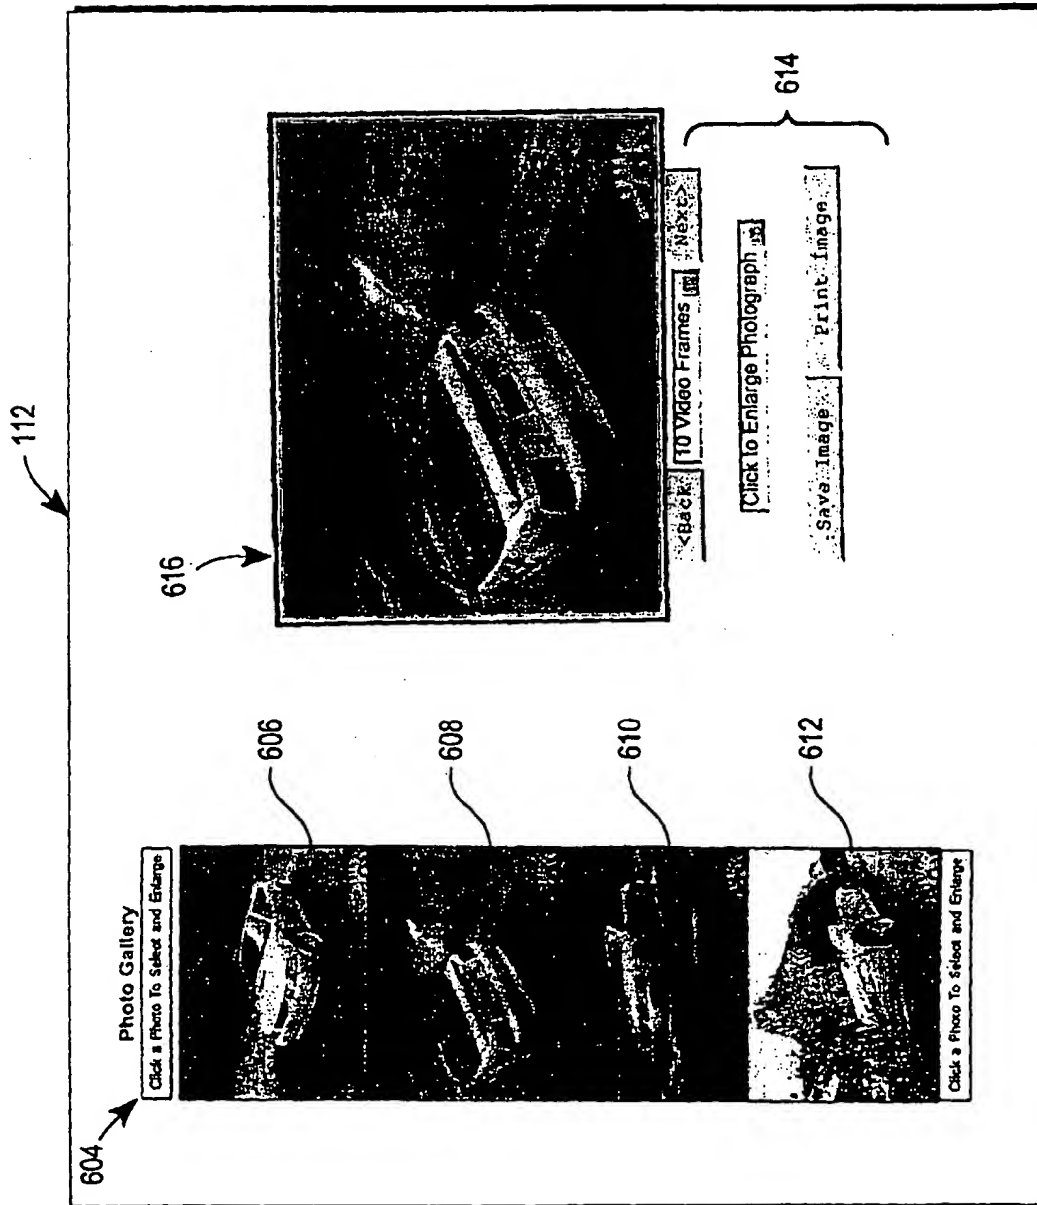 112
604
Photo Gallery
Click a Photo To Select and Enlarge
606
608
610
612
Click a Photo To Select and Enlarge
616
<Back
10 Video Frames
Next>
Click to Enlarge Photograph
Save Image
Print Image
614